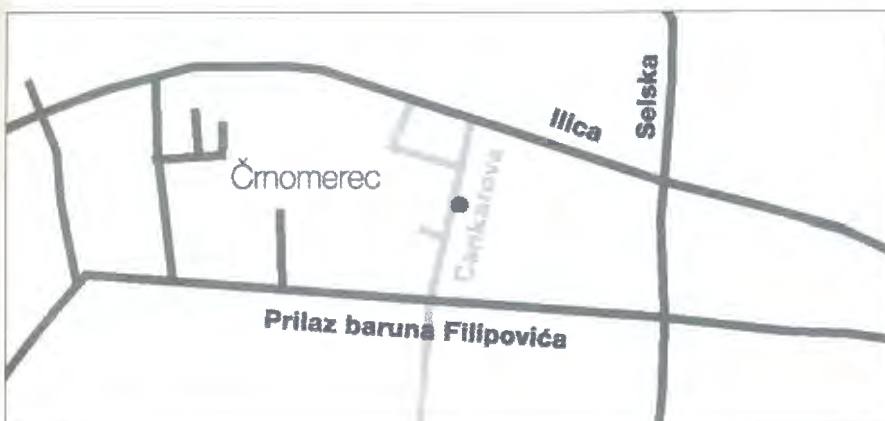 Selska
Ilica
Črnomerec
Cankarova
Prilaz baruna Filipovića